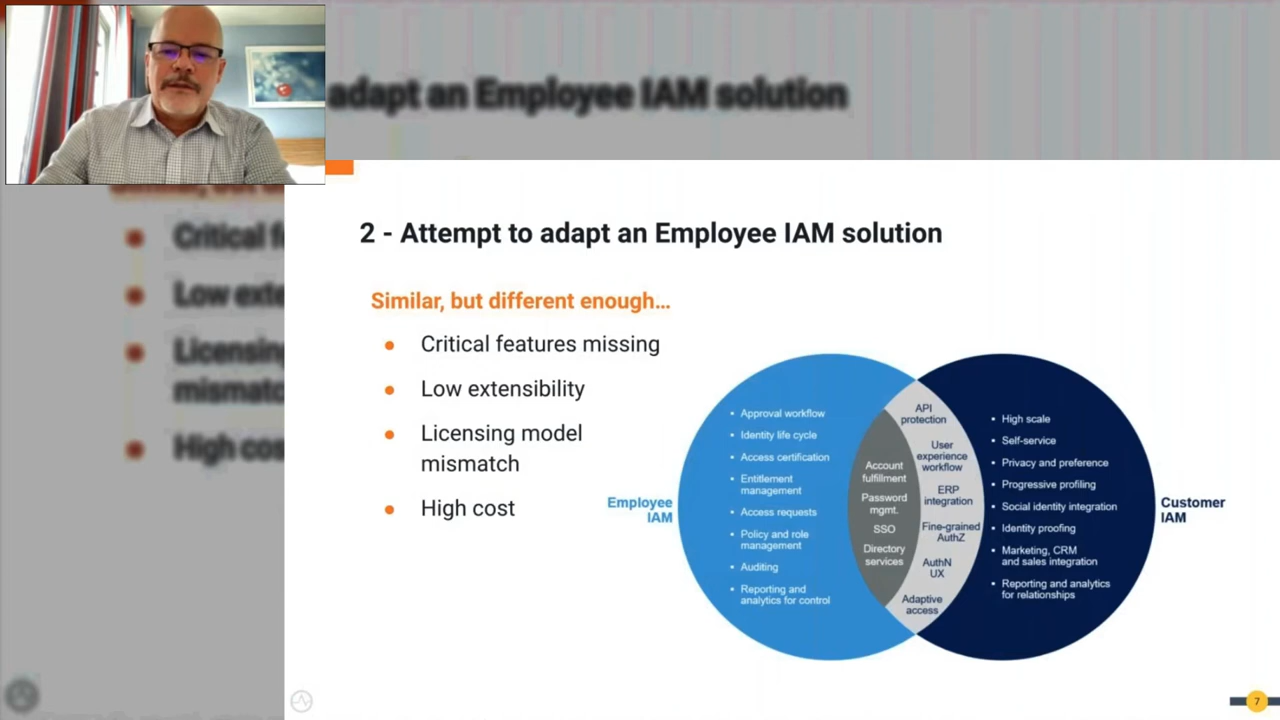 adapt an Employee IAM solution
Critical f
Low exte
Licensing
mismatc
High cos
2 - Attempt to adapt an Employee IAM solution
Similar, but different enough…
● Critical features missing
● Low extensibility
● Licensing model
mismatch
● High cost
Employee
IAM
• Approval workflow
• Identity life cycle
• Access certification
• Entitlement
management
• Access requests
• Policy and role
management
• Auditing
• Reporting and
analytics for control
Account
fulfillment
Password
mgmt.
SSO
Directory
services
API
protection
User
experience
workflow
ERP
integration
Fine-grained
AuthZ
AuthN
UX
Adaptive
access
• High scale
• Self-service
• Privacy and preference
• Progressive profiling
• Social identity integration
• Identity proofing
• Marketing, CRM
and sales integration
• Reporting and analytics
for relationships
Customer
IAM
7